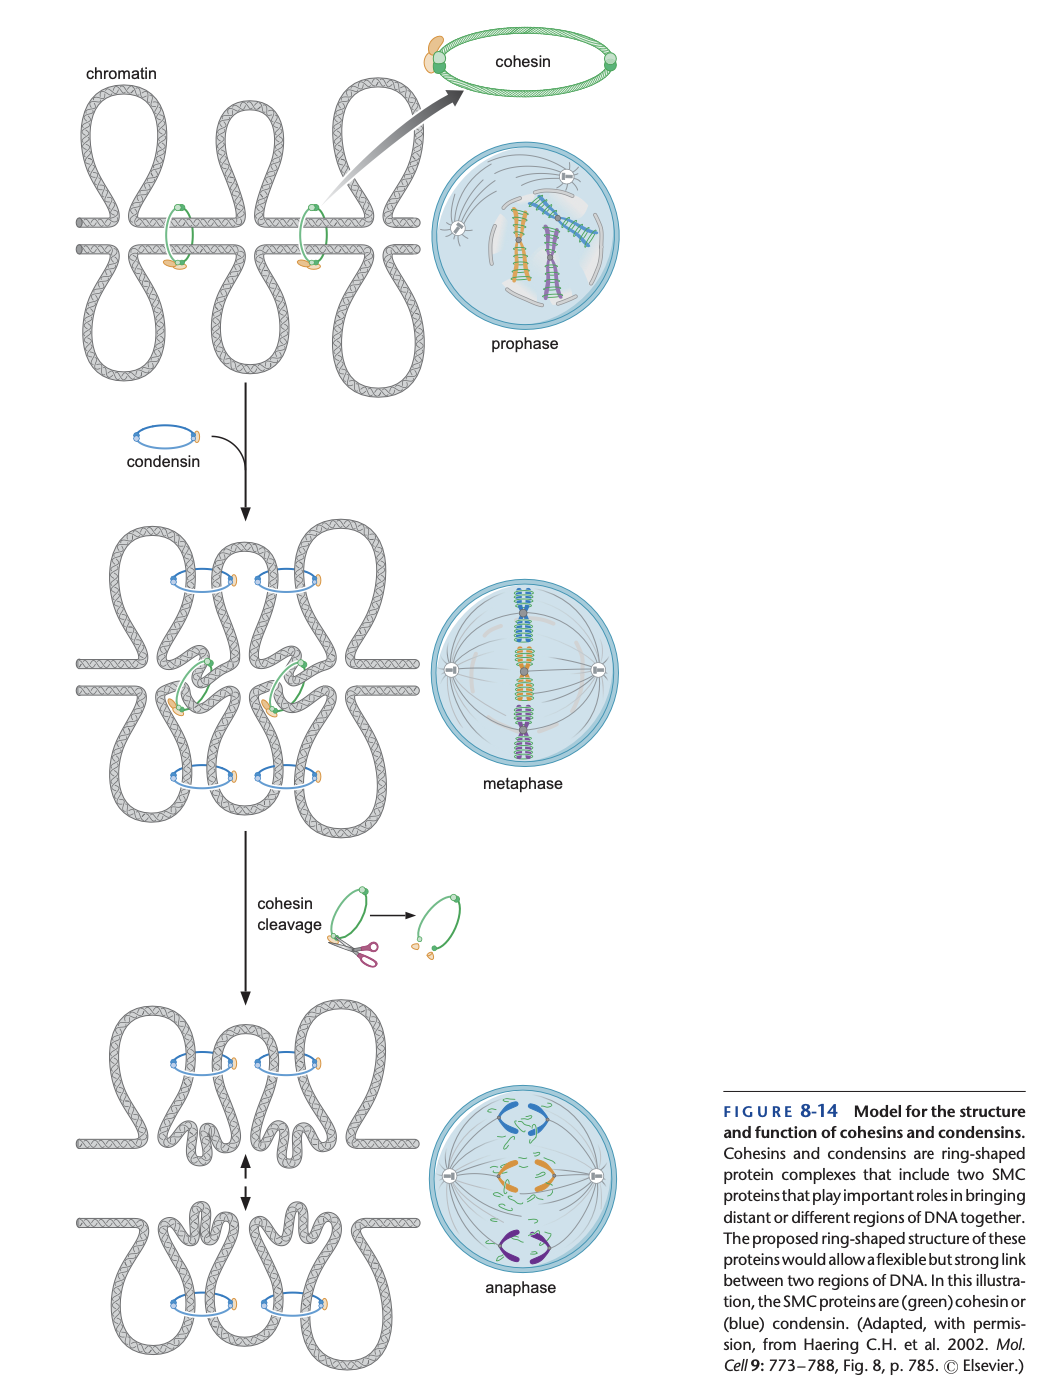 cohesin
chromatin
prophase
condensin
metaphase
cohesin
cleavage
anaphase
FIGURE 8-14 Model for the structure
and function of cohesins and condensins.
Cohesins and condensins are ring-shaped
protein complexes that include two SMC
proteins that play important roles in bringing
distant or different regions of DNA together.
The proposed ring-shaped structure of these
proteins would allow a flexible but strong link
between two regions of DNA. In this illustra-
tion, the SMC proteins are (green) cohesin or
(blue) condensin. (Adapted, with permis-
sion, from Haering C.H. et al. 2002. Mol.
Cell 9: 773–788, Fig. 8, p. 785. © Elsevier.)